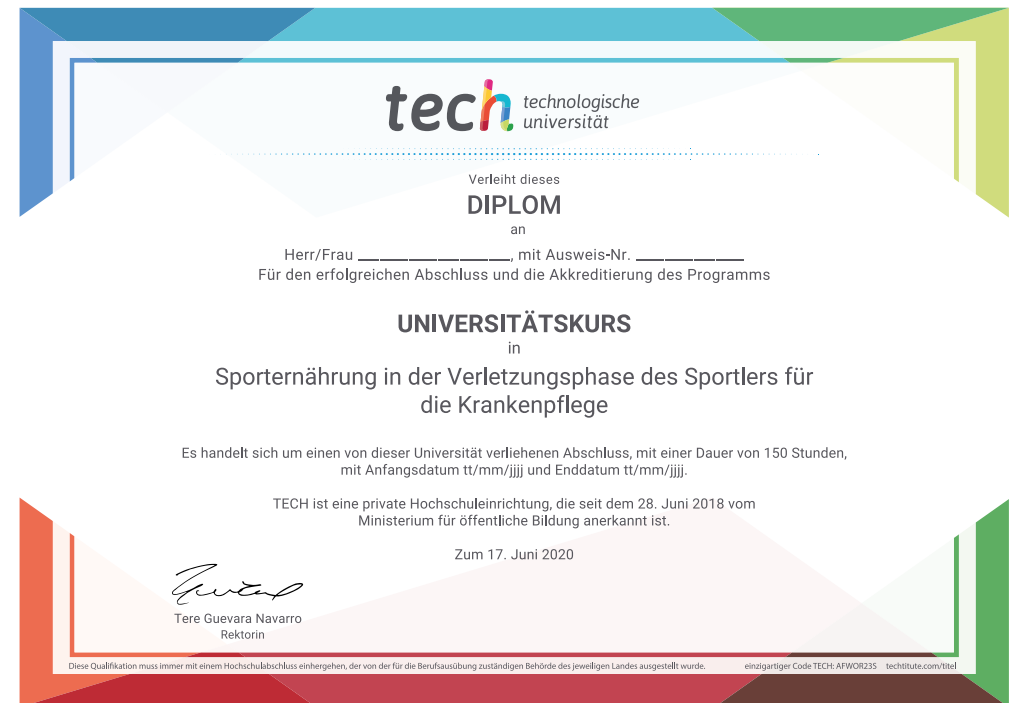 tech technologische
universität
Verleiht dieses
DIPLOM
an
Herr/Frau ____________________, mit Ausweis-Nr. _______________
Für den erfolgreichen Abschluss und die Akkreditierung des Programms
UNIVERSITÄTSKURS
in
Sporternährung in der Verletzungsphase des Sportlers für
die Krankenpflege
Es handelt sich um einen von dieser Universität verliehenen Abschluss, mit einer Dauer von 150 Stunden,
mit Anfangsdatum tt/mm/jjjj und Enddatum tt/mm/jjjj.
TECH ist eine private Hochschuleinrichtung, die seit dem 28. Juni 2018 vom
Ministerium für öffentliche Bildung anerkannt ist.
Zum 17. Juni 2020
Tere Guevara Navarro
Rektorin
Diese Qualifikation muss immer mit einem Hochschulabschluss einhergehen, der von der für die Berufsausübung zuständigen Behörde des jeweiligen Landes ausgestellt wurde. einzigartiger Code TECH: AFWOR23S techtitute.com/titel